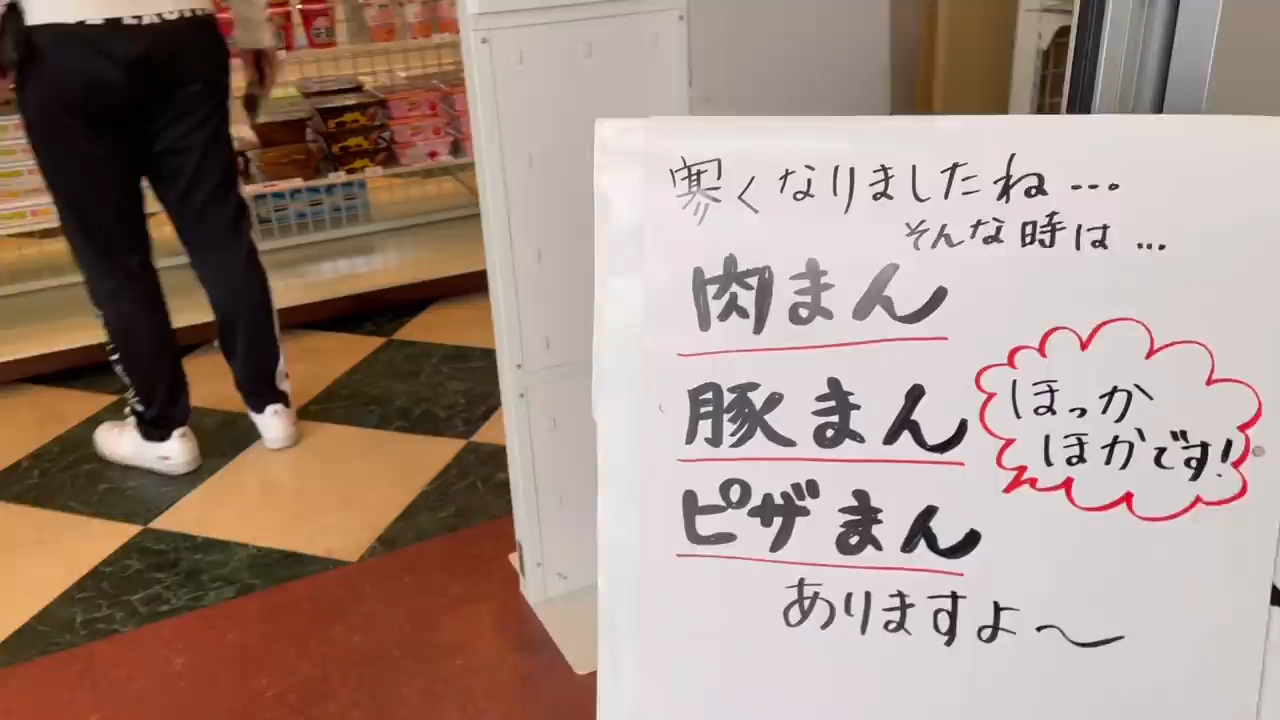 寒くなりましたね…
そんな時は…
肉まん
豚まん
ピザまん
ほっか
ほかです!
ありますよ～